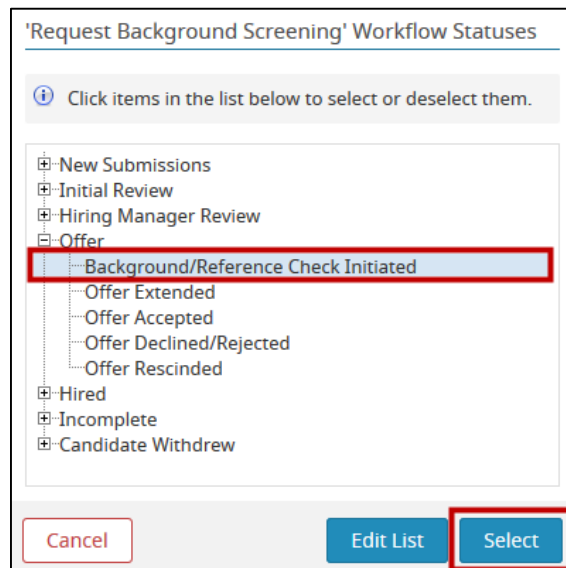 'Request Background Screening' Workflow Statuses
Click items in the list below to select or deselect them.
New Submissions
Initial Review
Hiring Manager Review
Offer
Background/Reference Check Initiated
Offer Extended
Offer Accepted
Offer Declined/Rejected
Offer Rescinded
Hired
Incomplete
Candidate Withdrew
Cancel
Edit List
Select